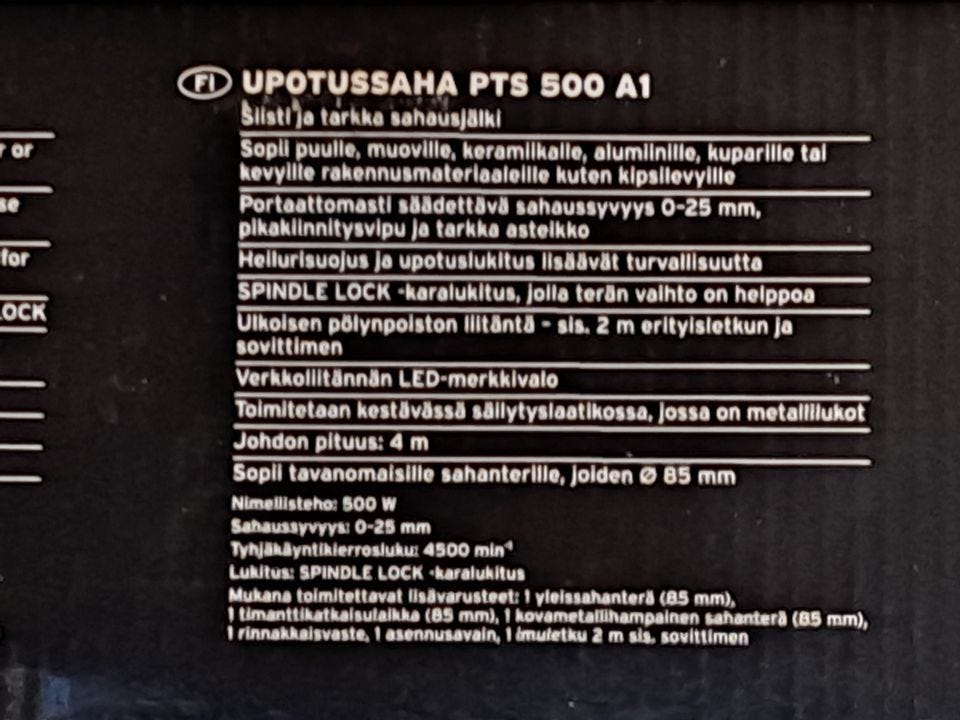 FI UPOTUSSAHA PTS 500 A1
Siisti ja tarkka sahausjälki
r or
Sopii puulle, muoville, keramiikalle, alumiinille, kuparille tai
kevyille rakennusmateriaaleille kuten kipsilevyille
se
Portaattomasti säädettävä sahaussyvyys 0-25 mm,
pikakiinnitysvipu ja tarkka asteikko
for
Heilurisuojus ja upotuslukitus lisäävät turvallisuutta
SPINDLE LOCK -karalukitus, jolla terän vaihto on helppoa
LOCK
Ulkoisen pölynpoiston liitäntä - sis. 2 m erityisletkun ja
sovittimen
Verkkoliitännän LED-merkkivalo
Toimitetaan kestävässä säilytyslaatikossa, jossa on metallilukot
Johdon pituus: 4 m
Sopii tavanomaisille sahanterille, joiden Ø 85 mm
Nimellisteho: 500 W
Sahaussyvyys: 0-25 mm
Tyhjäkäyntikierrosluku: 4500 min⁻¹
Lukitus: SPINDLE LOCK -karalukitus
Mukana toimitettavat lisävarusteet: 1 yleissahanterä (85 mm),
1 timanttikatkaisulaikka (85 mm), 1 kovametallihampainen sahanterä (85 mm),
1 rinnakkaisvaste, 1 asennusavain, 1 imuletku 2 m sis. sovittimen